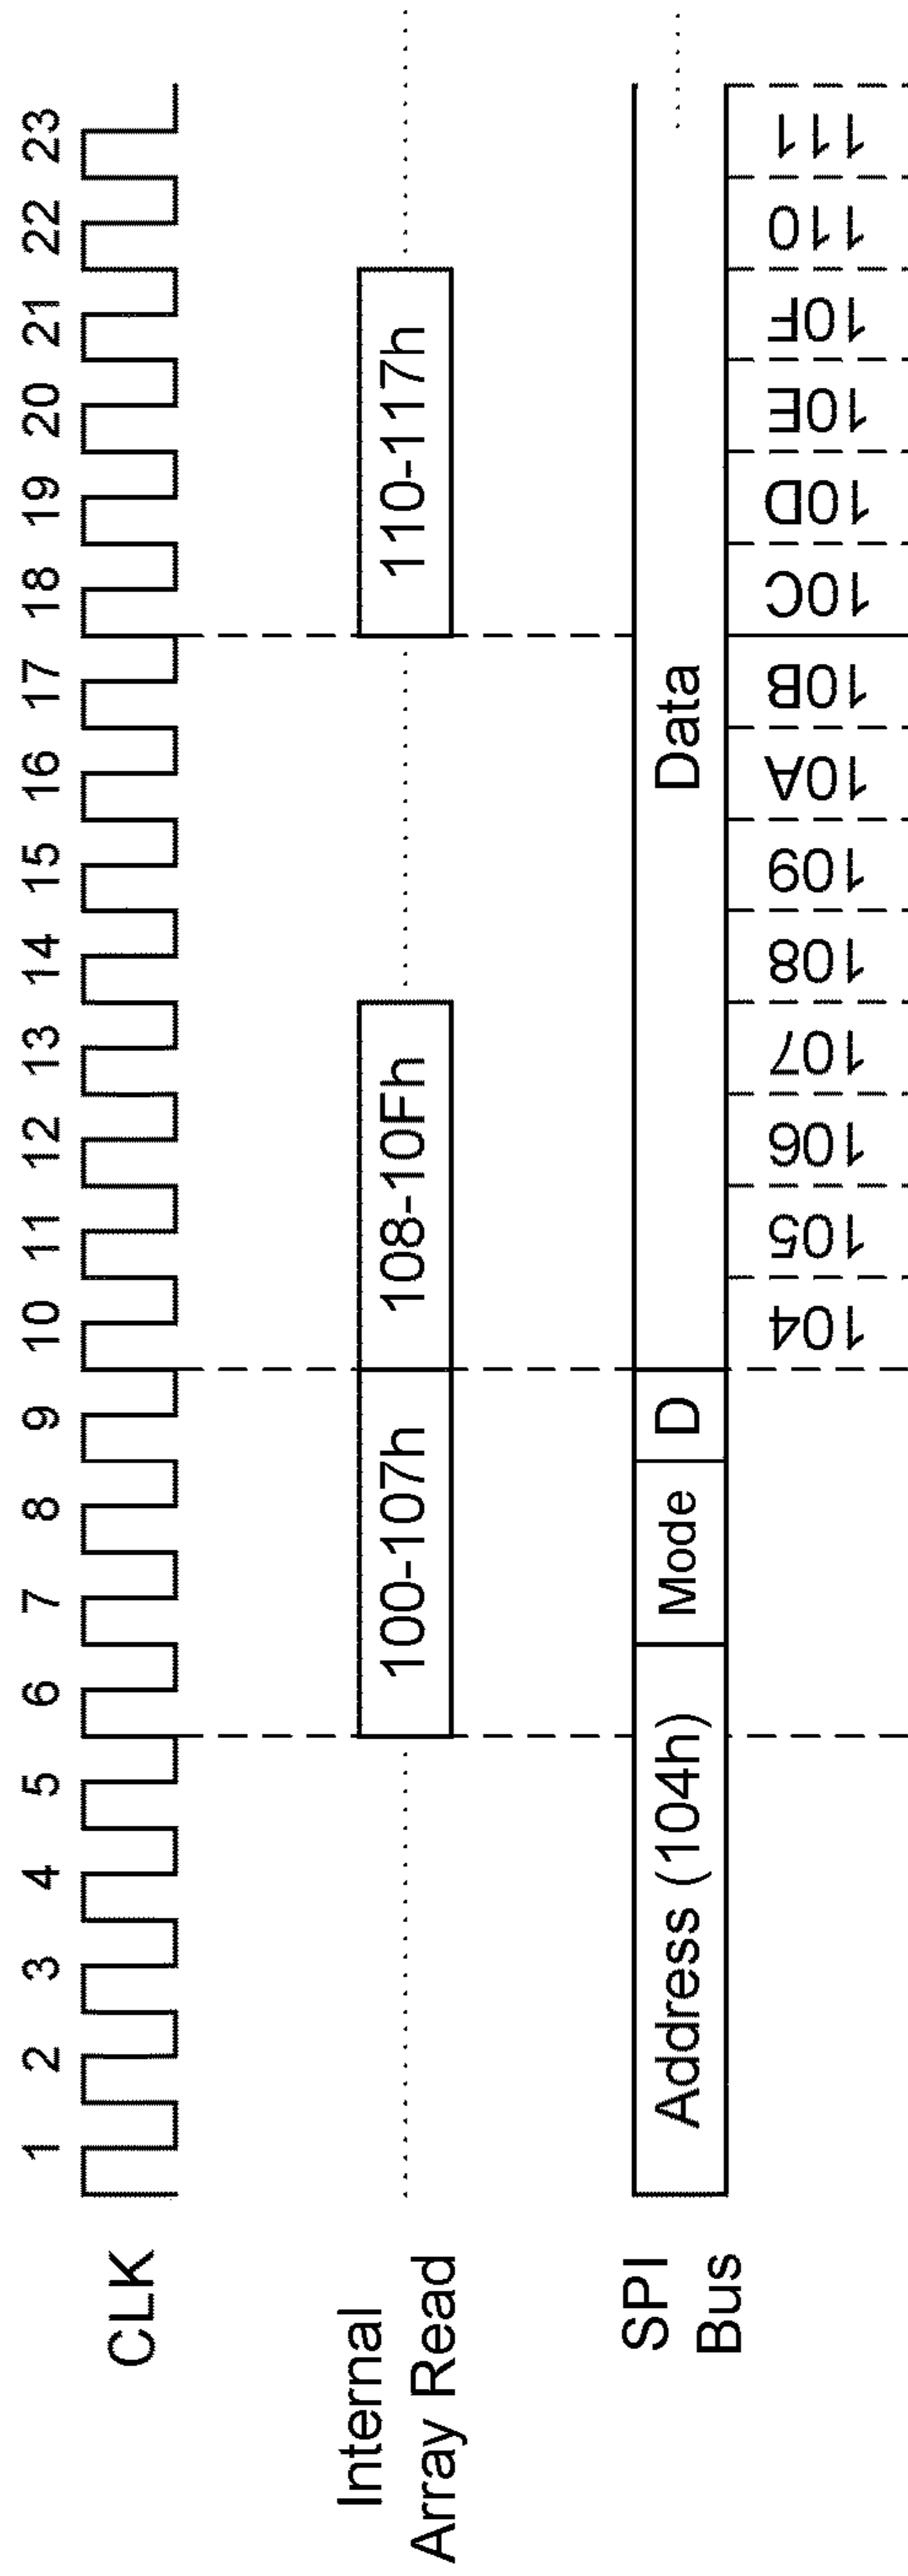 1 2 3 4 5 6 7 8 9 10 11 12 13 14 15 16 17 18 19 20 21 22 23
CLK
Internal
Array Read
100-107h 108-10Fh 110-117h
SPI
Bus
Address (104h) Mode D Data
104 105 106 107 108 109 10A 10B 10C 10D 10E 10F 110 111